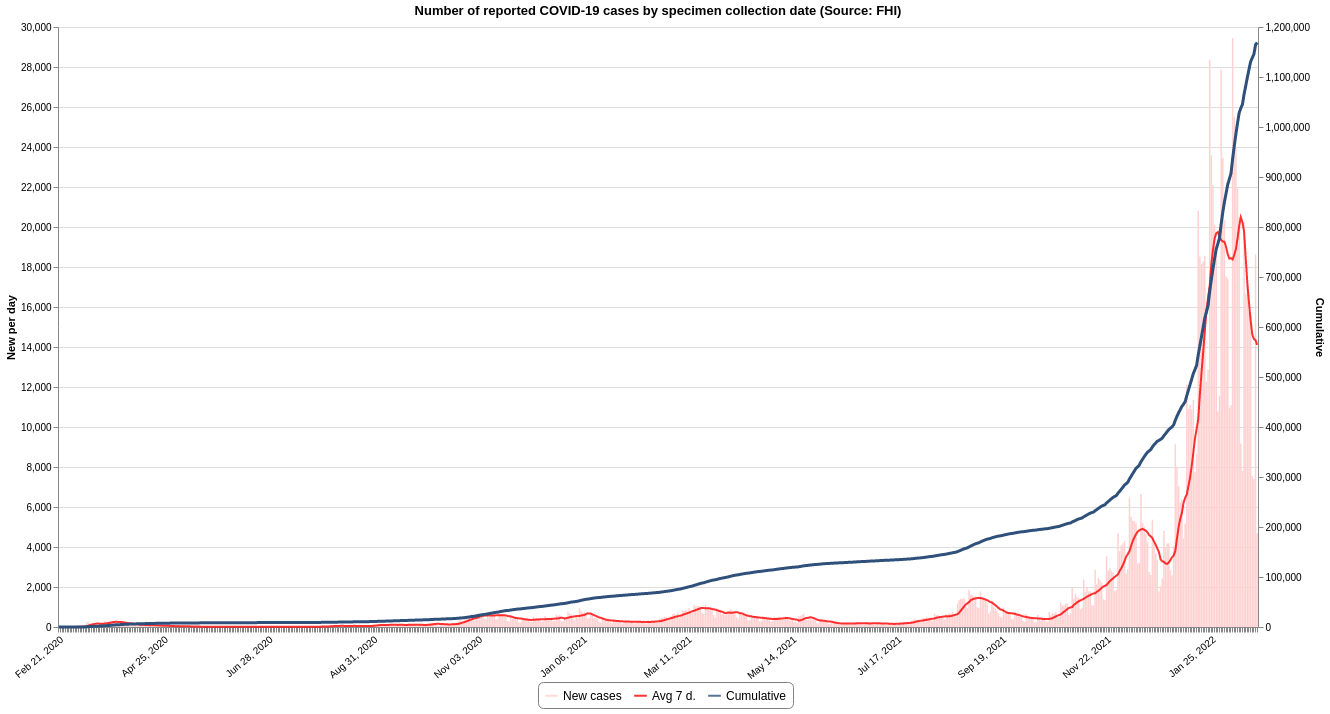 Number of reported COVID-19 cases by specimen collection date (Source: FHI)
30,000
28,000
26,000
24,000
22,000
20,000
18,000
16,000
14,000
12,000
10,000
8,000
6,000
4,000
2,000
0
New per day
1,200,000
1,100,000
1,000,000
900,000
800,000
700,000
600,000
500,000
400,000
300,000
200,000
100,000
0
Cumulative
Feb 21, 2020
Apr 25, 2020
Jun 28, 2020
Aug 31, 2020
Nov 03, 2020
Jan 06, 2021
Mar 11, 2021
May 14, 2021
Jul 17, 2021
Sep 19, 2021
Nov 22, 2021
Jan 25, 2022
New cases Avg 7 d. Cumulative